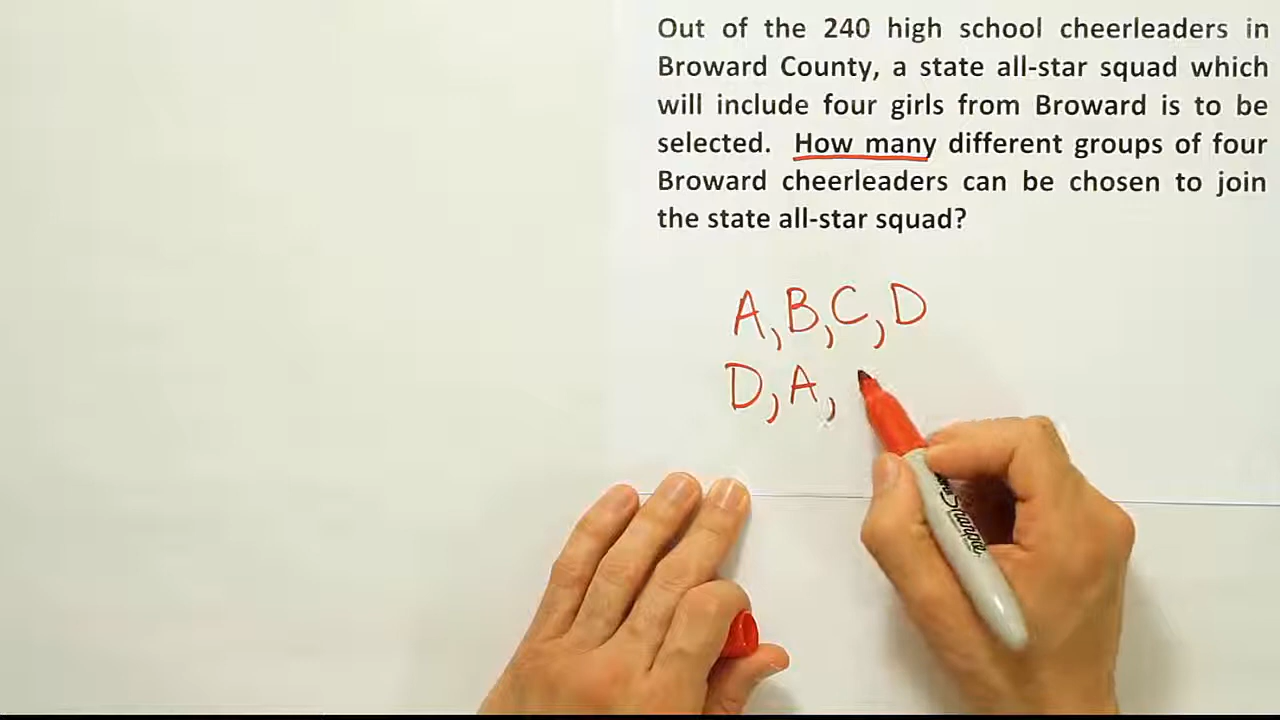 Out of the 240 high school cheerleaders in
Broward County, a state all-star squad which
will include four girls from Broward is to be
selected. How many different groups of four
Broward cheerleaders can be chosen to join
the state all-star squad?
A, B, C, D
D, A,
Sharpie